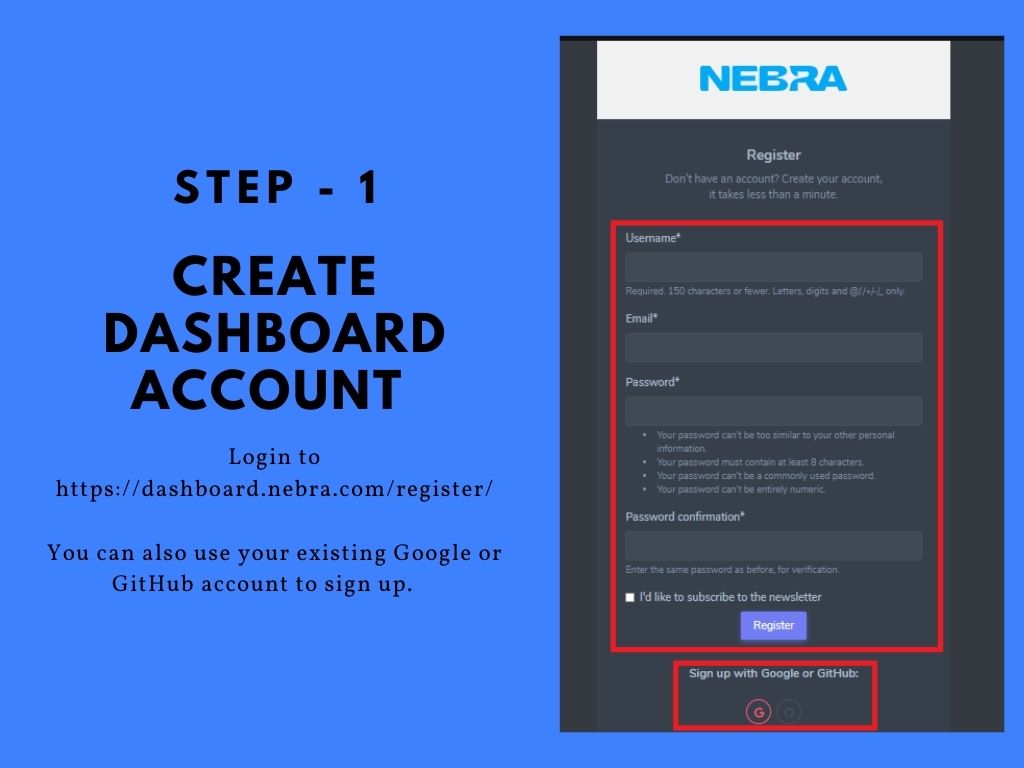 STEP - 1
CREATE
DASHBOARD
ACCOUNT
Login to
https://dashboard.nebra.com/register/
You can also use your existing Google or
GitHub account to sign up.
NEBRA
Register
Don't have an account? Create your account,
it takes less than a minute.
Username*
Required. 150 characters or fewer. Letters, digits and @/./+/-/_ only.
Email*
Password*
• Your password can't be too similar to your other personal
information.
• Your password must contain at least 8 characters.
• Your password can't be a commonly used password.
• Your password can't be entirely numeric.
Password confirmation*
Enter the same password as before, for verification.
I'd like to subscribe to the newsletter
Register
Sign up with Google or GitHub:
G